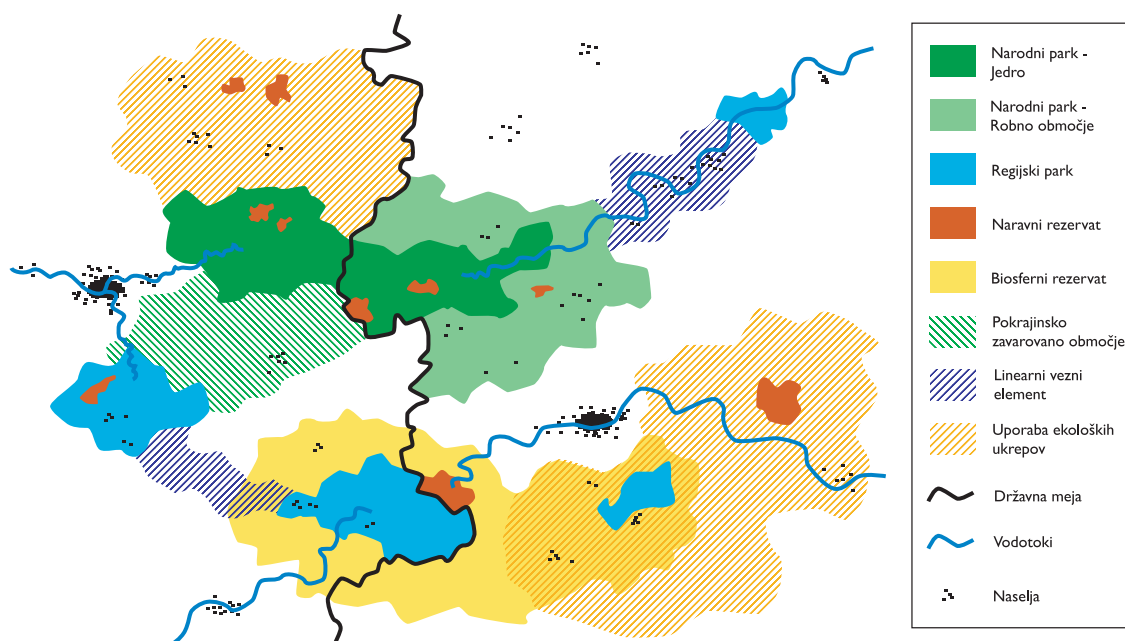 Narodni park -
Jedro
Narodni park -
Robno območje
Regijski park
Naravni rezervat
Biosferni rezervat
Pokrajinsko
zavarovano območje
Linearni vezni
element
Uporaba ekoloških
ukrepov
Državna meja
Vodotoki
Naselja